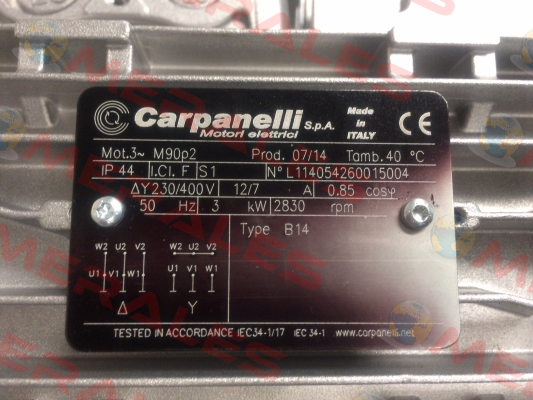 Carpanelli S.p.A.
Motori elettrici
Made in ITALY
CE
Mot.3~ M90p2 Prod. 07/14 Tamb. 40 °C
IP 44 I.Cl. F S1 N° L114054260015004
ΔY 230/400 V 12/7 A 0.85 cosφ
50 Hz 3 kW 2830 rpm
Type B14
W2 U2 V2 W2 U2 V2
U1 V1 W1 U1 V1 W1
Δ Y
TESTED IN ACCORDANCE IEC34-1/17 IEC 34-1 www.carpanelli.net
MERALES